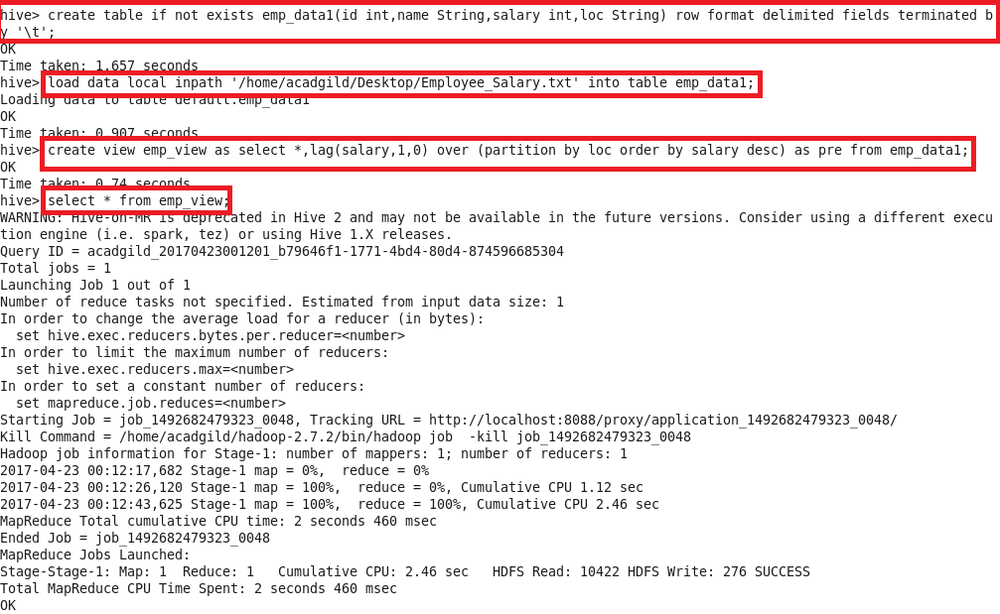 hive> create table if not exists emp_data1(id int,name String,salary int,loc String) row format delimited fields terminated b
y '\t';
OK
Time taken: 1.657 seconds
hive> load data local inpath '/home/acadgild/Desktop/Employee_Salary.txt' into table emp_data1;
Loading data to table default.emp_data1
OK
Time taken: 0.907 seconds
hive> create view emp_view as select *,lag(salary,1,0) over (partition by loc order by salary desc) as pre from emp_data1;
OK
Time taken: 0.74 seconds
hive> select * from emp_view;
WARNING: Hive-on-MR is deprecated in Hive 2 and may not be available in the future versions. Consider using a different execu
tion engine (i.e. spark, tez) or using Hive 1.X releases.
Query ID = acadgild_20170423001201_b79646f1-1771-4bd4-80d4-874596685304
Total jobs = 1
Launching Job 1 out of 1
Number of reduce tasks not specified. Estimated from input data size: 1
In order to change the average load for a reducer (in bytes):
  set hive.exec.reducers.bytes.per.reducer=<number>
In order to limit the maximum number of reducers:
  set hive.exec.reducers.max=<number>
In order to set a constant number of reducers:
  set mapreduce.job.reduces=<number>
Starting Job = job_1492682479323_0048, Tracking URL = http://localhost:8088/proxy/application_1492682479323_0048/
Kill Command = /home/acadgild/hadoop-2.7.2/bin/hadoop job  -kill job_1492682479323_0048
Hadoop job information for Stage-1: number of mappers: 1; number of reducers: 1
2017-04-23 00:12:17,682 Stage-1 map = 0%,  reduce = 0%
2017-04-23 00:12:26,120 Stage-1 map = 100%,  reduce = 0%, Cumulative CPU 1.12 sec
2017-04-23 00:12:43,625 Stage-1 map = 100%,  reduce = 100%, Cumulative CPU 2.46 sec
MapReduce Total cumulative CPU time: 2 seconds 460 msec
Ended Job = job_1492682479323_0048
MapReduce Jobs Launched:
Stage-Stage-1: Map: 1  Reduce: 1   Cumulative CPU: 2.46 sec   HDFS Read: 10422 HDFS Write: 276 SUCCESS
Total MapReduce CPU Time Spent: 2 seconds 460 msec
OK